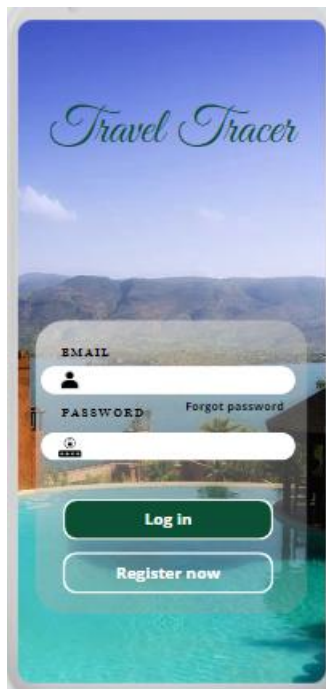 Travel Tracer
EMAIL
Forgot password
PASSWORD
Log in
Register now